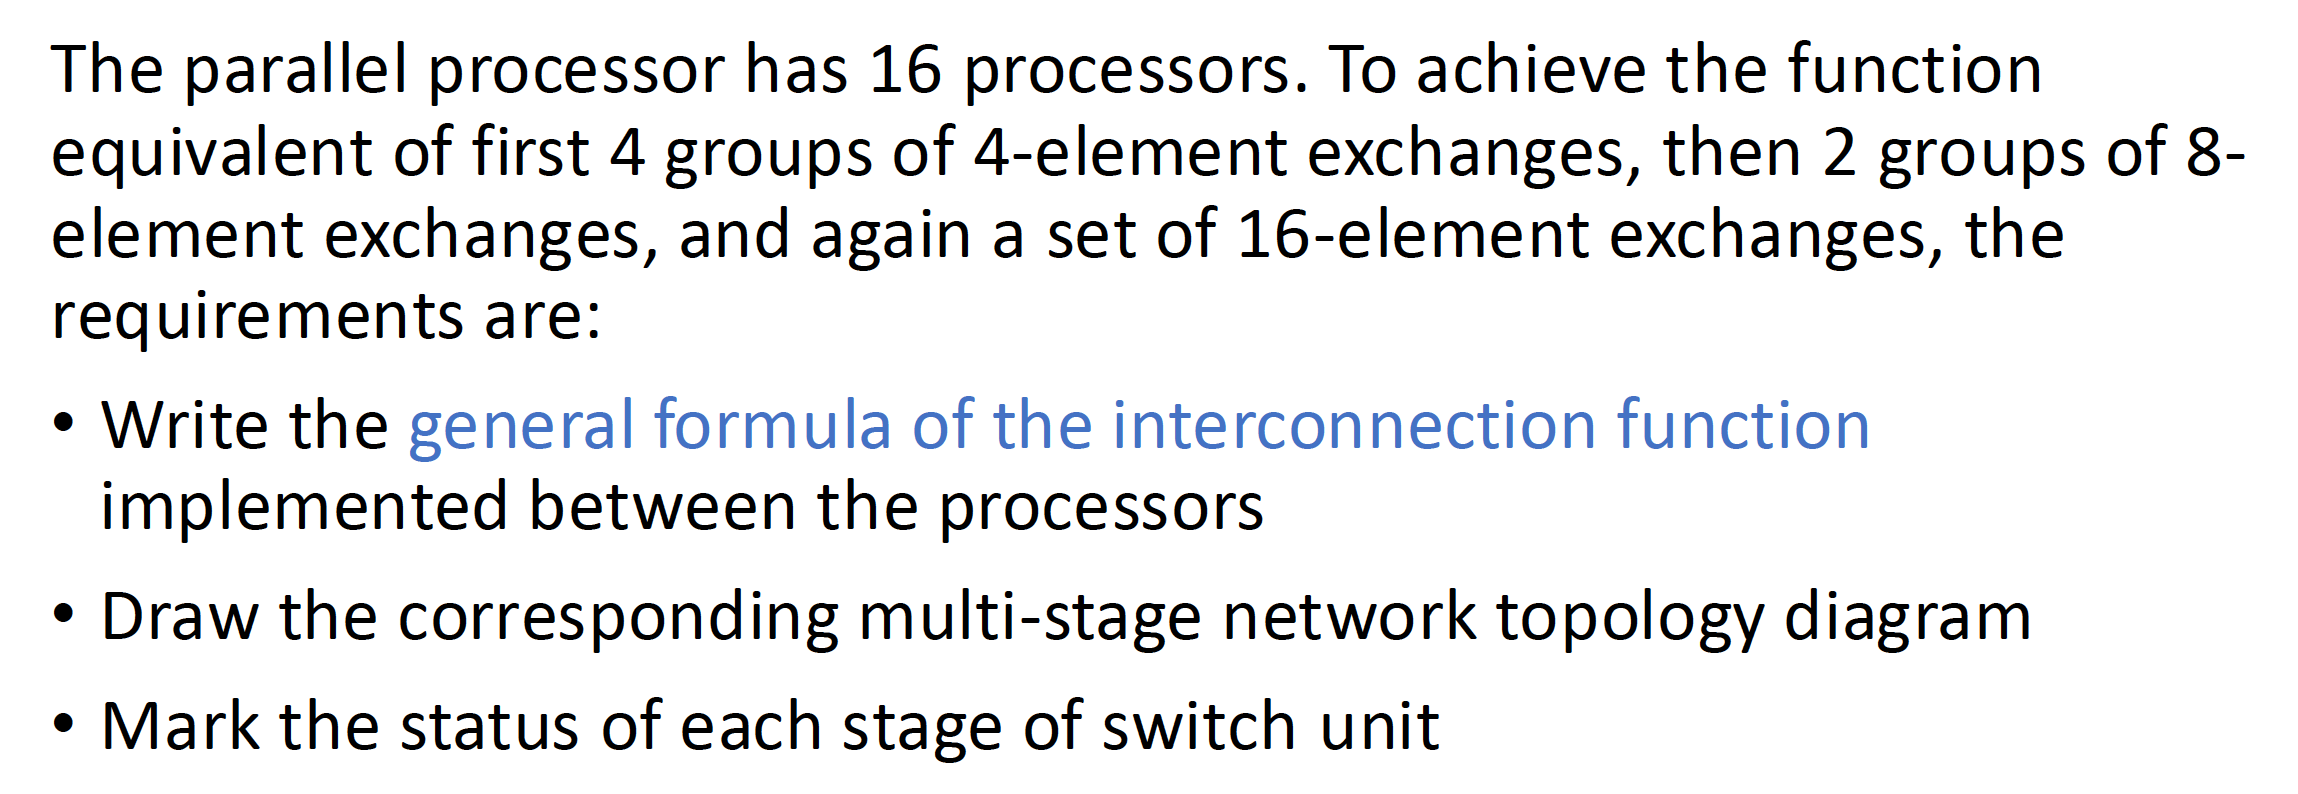 The parallel processor has 16 processors. To achieve the function
equivalent of first 4 groups of 4-element exchanges, then 2 groups of 8-
element exchanges, and again a set of 16-element exchanges, the
requirements are:
• Write the general formula of the interconnection function
implemented between the processors
• Draw the corresponding multi-stage network topology diagram
• Mark the status of each stage of switch unit